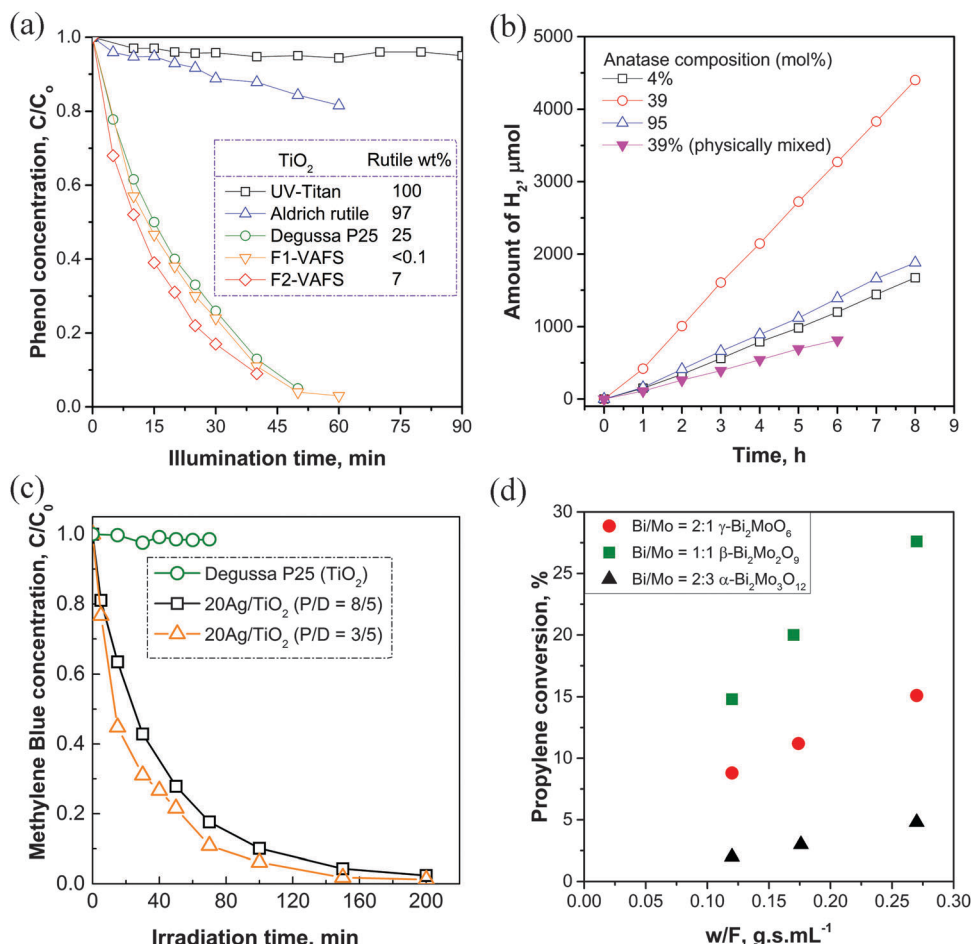 (a)
Phenol concentration, C/Cₒ
1.0
0.8
0.6
0.4
0.2
0.0
TiO₂ Rutile wt%
UV-Titan 100
Aldrich rutile 97
Degussa P25 25
F1-VAFS <0.1
F2-VAFS 7
0 15 30 45 60 75 90
Illumination time, min
(b)
Amount of H₂, μmol
5000
4000
3000
2000
1000
0
Anatase composition (mol%)
4%
39
95
39% (physically mixed)
0 1 2 3 4 5 6 7 8 9
Time, h
(c)
Methylene Blue concentration, C/C₀
1.0
0.8
0.6
0.4
0.2
0.0
Degussa P25 (TiO₂)
20Ag/TiO₂ (P/D = 8/5)
20Ag/TiO₂ (P/D = 3/5)
0 40 80 120 160 200
Irradiation time, min
(d)
Propylene conversion, %
30
25
20
15
10
5
0
Bi/Mo = 2:1 γ-Bi₂MoO₆
Bi/Mo = 1:1 β-Bi₂Mo₂O₉
Bi/Mo = 2:3 α-Bi₂Mo₃O₁₂
0.00 0.05 0.10 0.15 0.20 0.25 0.30
w/F, g.s.mL⁻¹